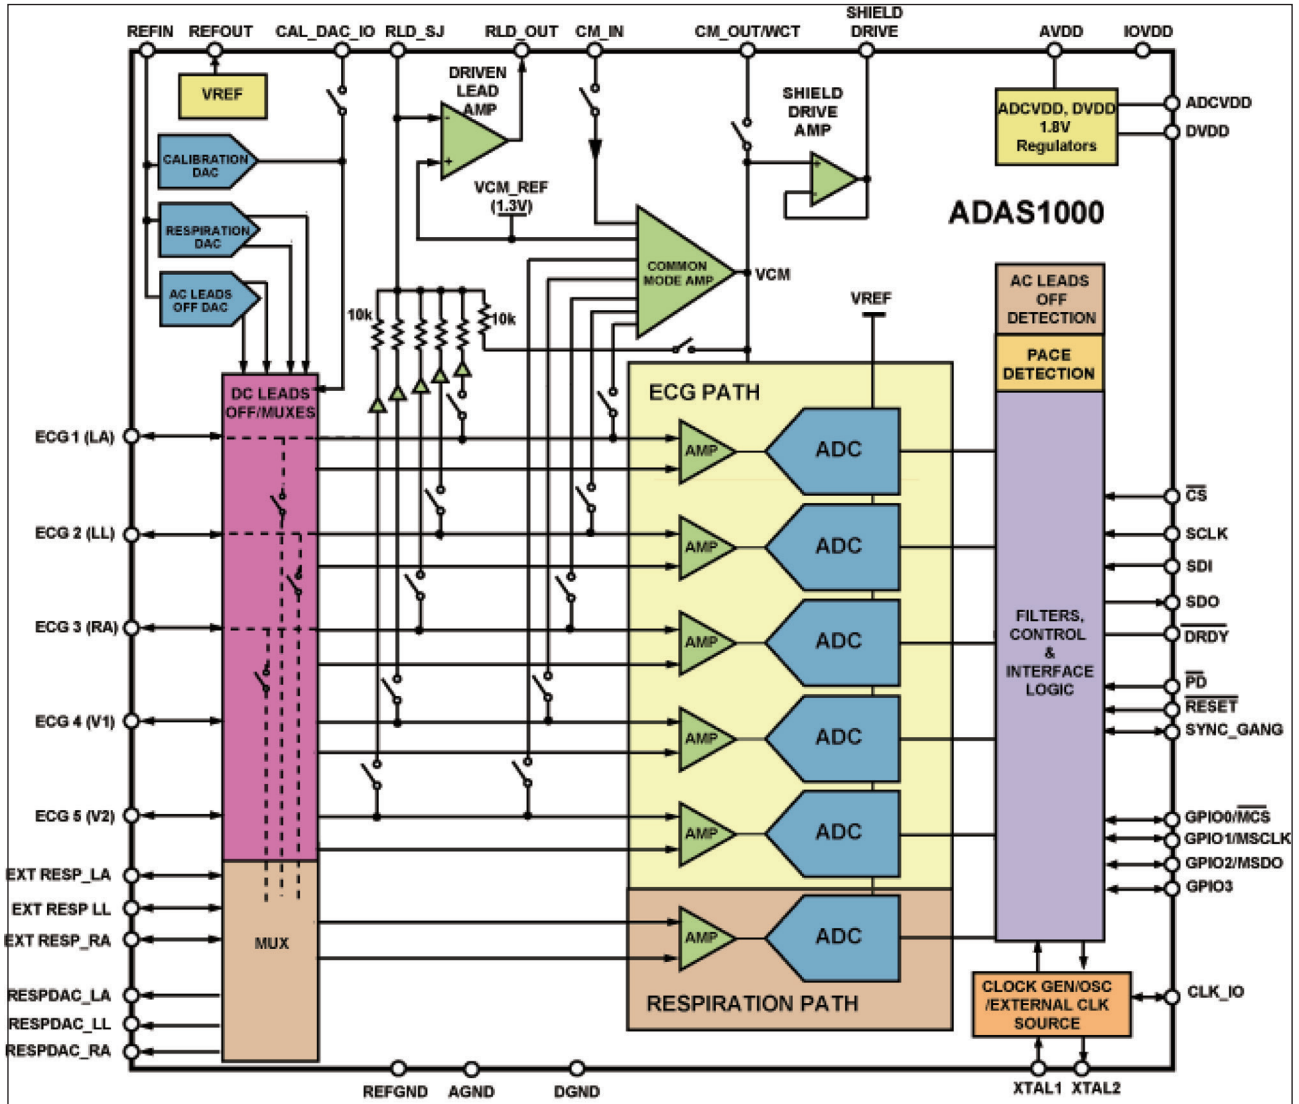 REFIN REFOUT CAL_DAC_IO RLD_SJ RLD_OUT CM_IN CM_OUT/WCT SHIELD DRIVE AVDD IOVDD
VREF
DRIVEN
LEAD
AMP
SHIELD
DRIVE
AMP
ADCVDD, DVDD
1.8V
Regulators
ADCVDD
DVDD
CALIBRATION
DAC
-
+
+
-
VCM_REF
(1.3V)
ADAS1000
RESPIRATION
DAC
COMMON
MODE AMP
VCM
AC LEADS
OFF DAC
10k
10k
VREF
AC LEADS
OFF
DETECTION
PACE
DETECTION
DC LEADS
OFF/MUXES
ECG PATH
ECG 1 (LA)
AMP
ADC
CS
ECG 2 (LL)
AMP
ADC
SCLK
SDI
SDO
ECG 3 (RA)
AMP
ADC
FILTERS,
CONTROL
&
INTERFACE
LOGIC
DRDY
PD
RESET
ECG 4 (V1)
AMP
ADC
SYNC_GANG
ECG 5 (V2)
AMP
ADC
GPIO0/MCS
GPIO1/MSCLK
GPIO2/MSDO
GPIO3
EXT RESP_LA
EXT RESP LL
EXT RESP_RA
MUX
AMP
ADC
RESPIRATION PATH
RESPDAC_LA
RESPDAC_LL
RESPDAC_RA
CLOCK GEN/OSC
/EXTERNAL CLK
SOURCE
CLK_IO
REFGND AGND DGND XTAL1 XTAL2